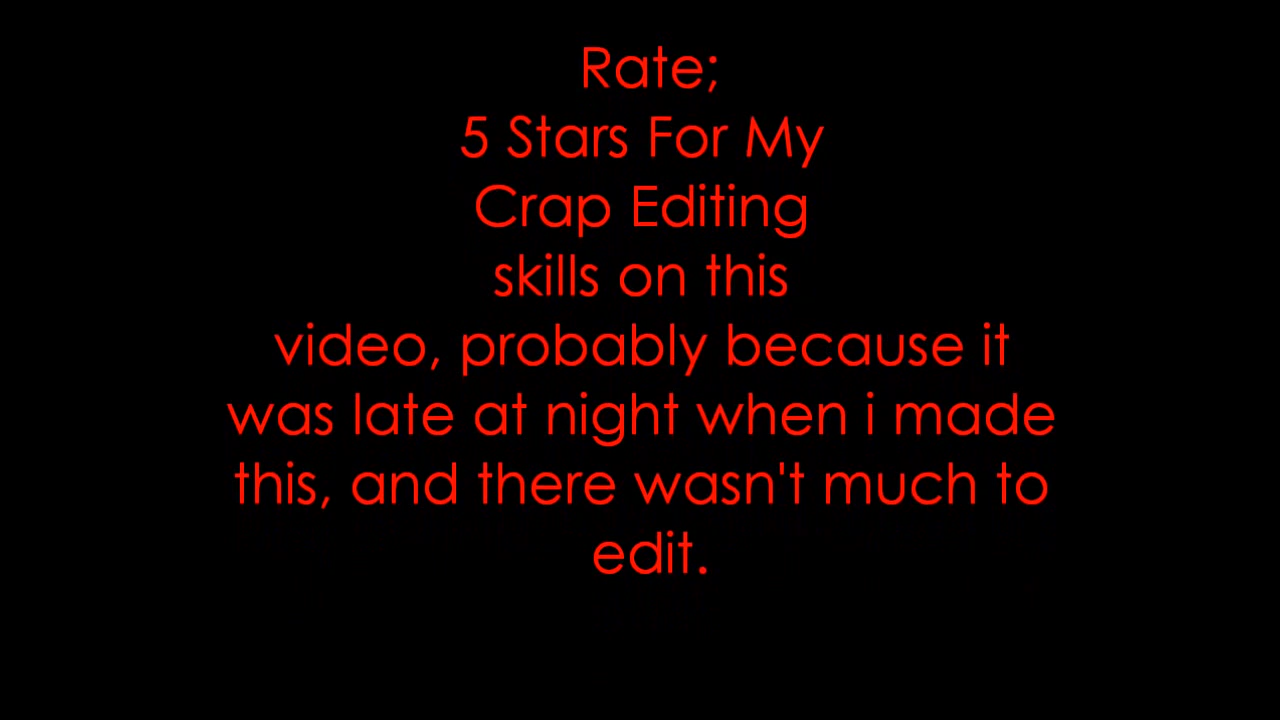 Rate;
5 Stars For My
Crap Editing
skills on this
video, probably because it
was late at night when i made
this, and there wasn't much to
edit.